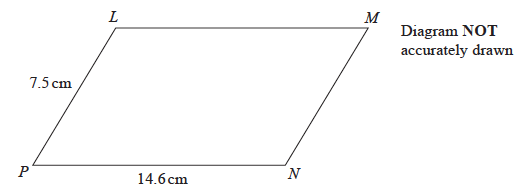 L
M
Diagram NOT
accurately drawn
7.5 cm
P
14.6 cm
N